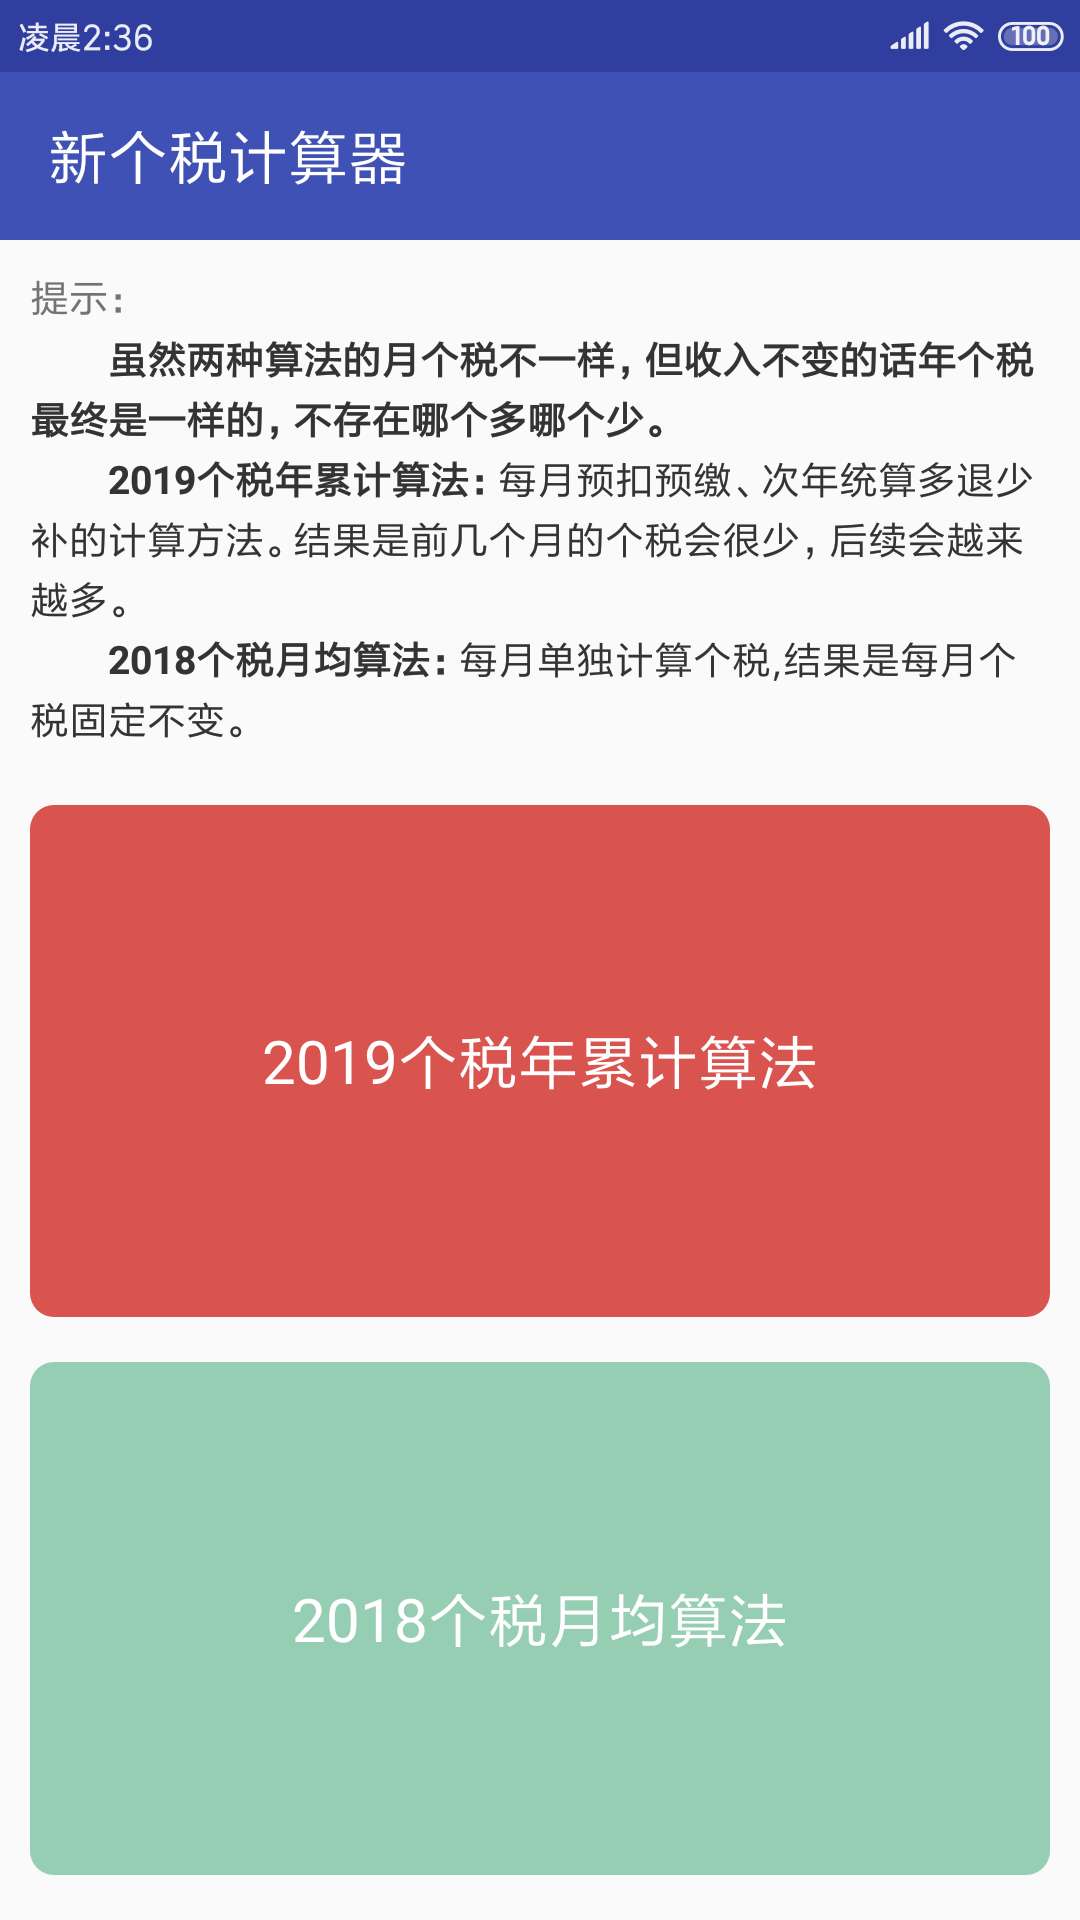 凌晨2:36
100
新个税计算器
提示：
虽然两种算法的月个税不一样，但收入不变的话年个税
最终是一样的，不存在哪个多哪个少。
2019个税年累计算法：每月预扣预缴、次年统算多退少
补的计算方法。结果是前几个月的个税会很少，后续会越来
越多。
2018个税月均算法：每月单独计算个税,结果是每月个
税固定不变。
2019个税年累计算法
2018个税月均算法